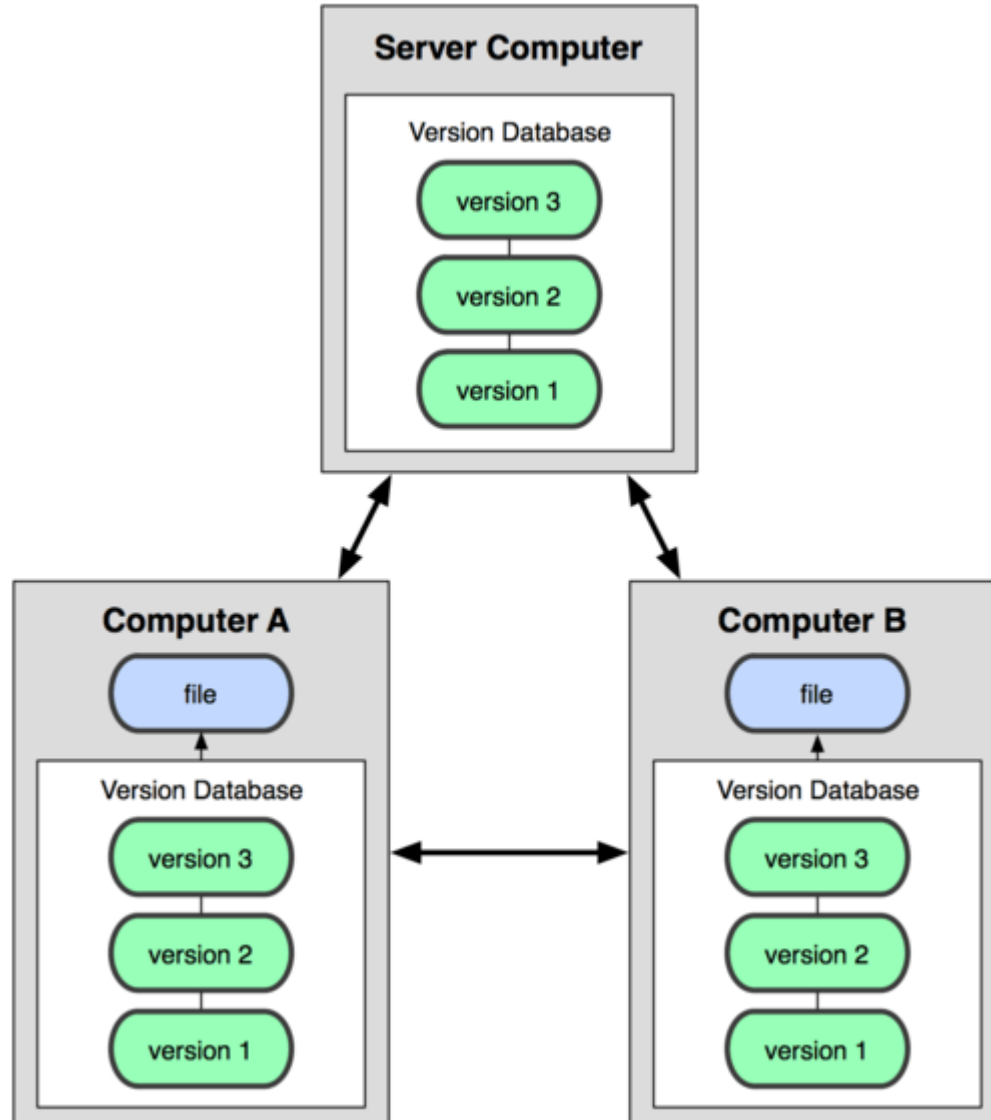 Server Computer
Version Database
version 3
version 2
version 1
Computer A
file
Version Database
version 3
version 2
version 1
Computer B
file
Version Database
version 3
version 2
version 1